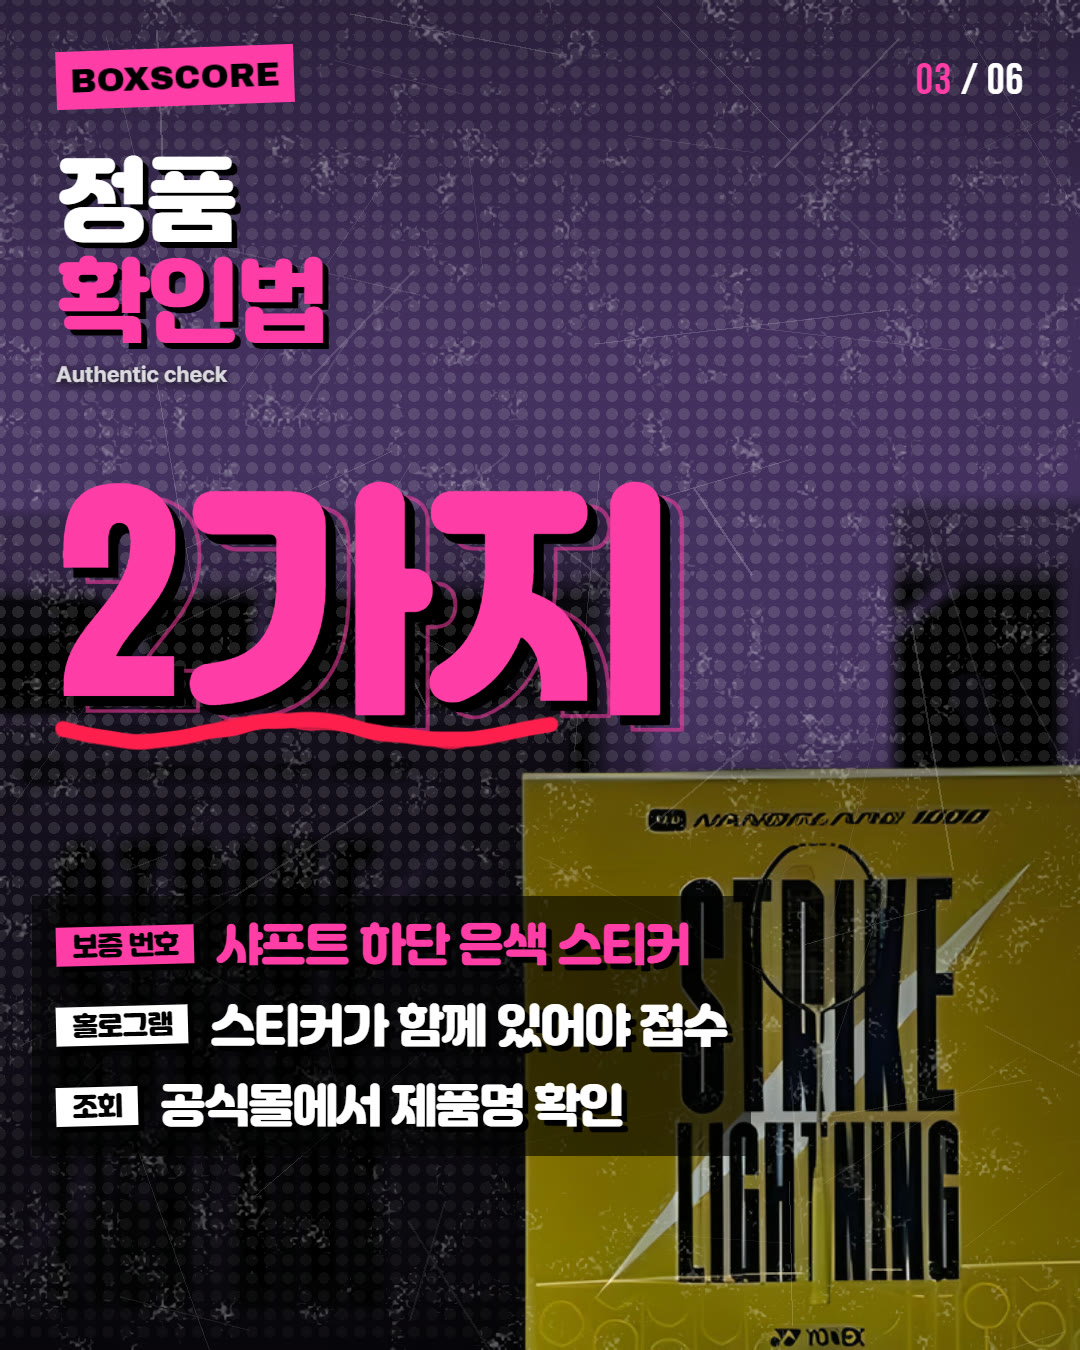 BOXSCORE
03 / 06
정품
확인법
Authentic check
2가지
NANOFLARE 1000
STRIKE
LIGHTNING
보증 번호 샤프트 하단 은색 스티커
홀로그램 스티커가 함께 있어야 접수
조회 공식몰에서 제품명 확인
YONEX